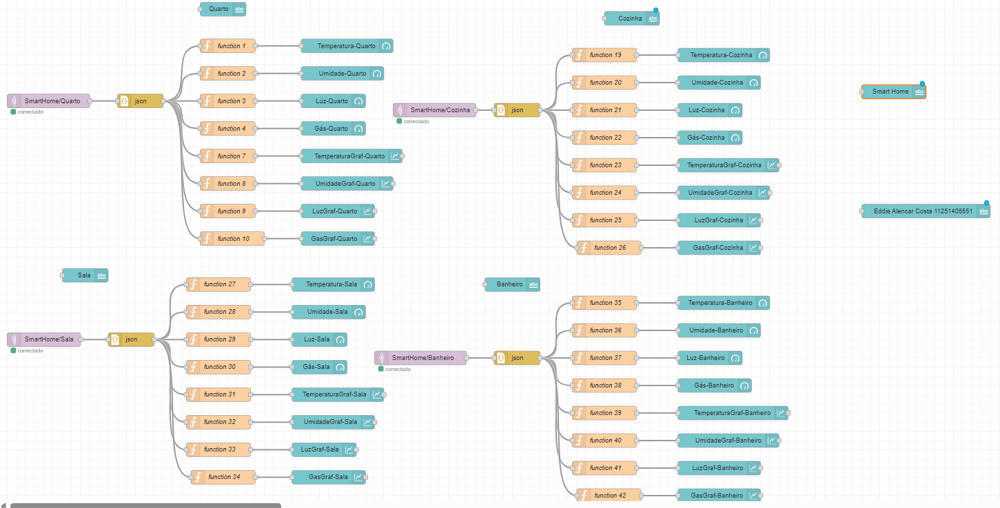 Quarto abc
function 1 Temperatura-Quarto
function 2 Umidade-Quarto
SmartHome/Quarto json function 3 Luz-Quarto
conectado
function 4 Gás-Quarto
function 7 TemperaturaGraf-Quarto
function 8 UmidadeGraf-Quarto
function 9 LuzGraf-Quarto
function 10 GasGraf-Quarto
Cozinha abc
function 19 Temperatura-Cozinha
function 20 Umidade-Cozinha
SmartHome/Cozinha json function 21 Luz-Cozinha
conectado
function 22 Gás-Cozinha
function 23 TemperaturaGraf-Cozinha
function 24 UmidadeGraf-Cozinha
function 25 LuzGraf-Cozinha
function 26 GasGraf-Cozinha
Smart Home abc
Eddie Alencar Costa 11251405551 abc
Sala abc
function 27 Temperatura-Sala
function 28 Umidade-Sala
SmartHome/Sala json function 29 Luz-Sala
conectado
function 30 Gás-Sala
function 31 TemperaturaGraf-Sala
function 32 UmidadeGraf-Sala
function 33 LuzGraf-Sala
function 34 GasGraf-Sala
Banheiro abc
function 35 Temperatura-Banheiro
function 36 Umidade-Banheiro
SmartHome/Banheiro json function 37 Luz-Banheiro
conectado
function 38 Gás-Banheiro
function 39 TemperaturaGraf-Banheiro
function 40 UmidadeGraf-Banheiro
function 41 LuzGraf-Banheiro
function 42 GasGraf-Banheiro